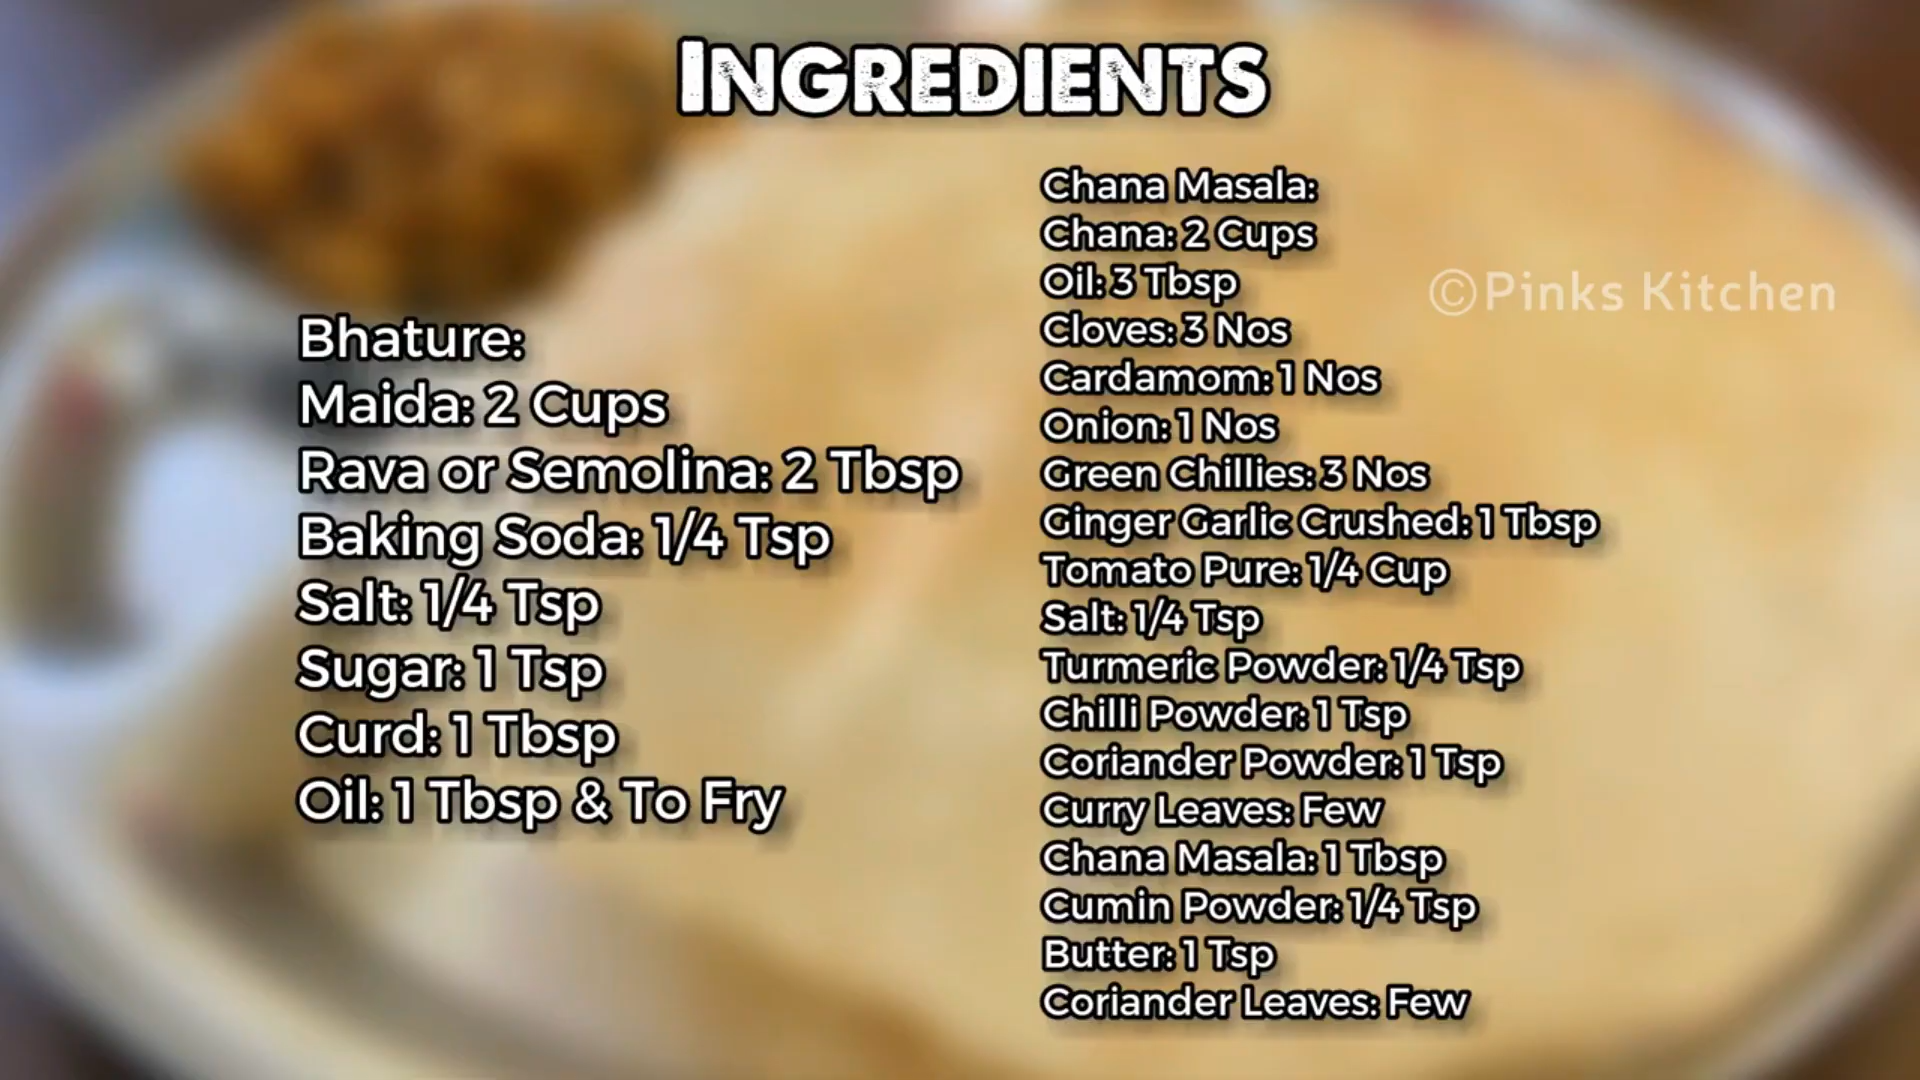 Ingredients
Bhature:
Maida: 2 Cups
Rava or Semolina: 2 Tbsp
Baking Soda: 1/4 Tsp
Salt: 1/4 Tsp
Sugar: 1 Tsp
Curd: 1 Tbsp
Oil: 1 Tbsp & To Fry
Chana Masala:
Chana: 2 Cups
Oil: 3 Tbsp
Cloves: 3 Nos
Cardamom: 1 Nos
Onion: 1 Nos
Green Chillies: 3 Nos
Ginger Garlic Crushed: 1 Tbsp
Tomato Pure: 1/4 Cup
Salt: 1/4 Tsp
Turmeric Powder: 1/4 Tsp
Chilli Powder: 1 Tsp
Coriander Powder: 1 Tsp
Curry Leaves: Few
Chana Masala: 1 Tbsp
Cumin Powder: 1/4 Tsp
Butter: 1 Tsp
Coriander Leaves: Few
©Pinks Kitchen